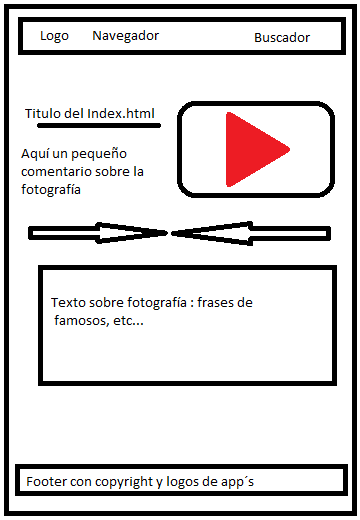 Logo Navegador Buscador
Titulo del Index.html
Aquí un pequeño
comentario sobre la
fotografía
Texto sobre fotografía : frases de
famosos, etc...
Footer con copyright y logos de app´s